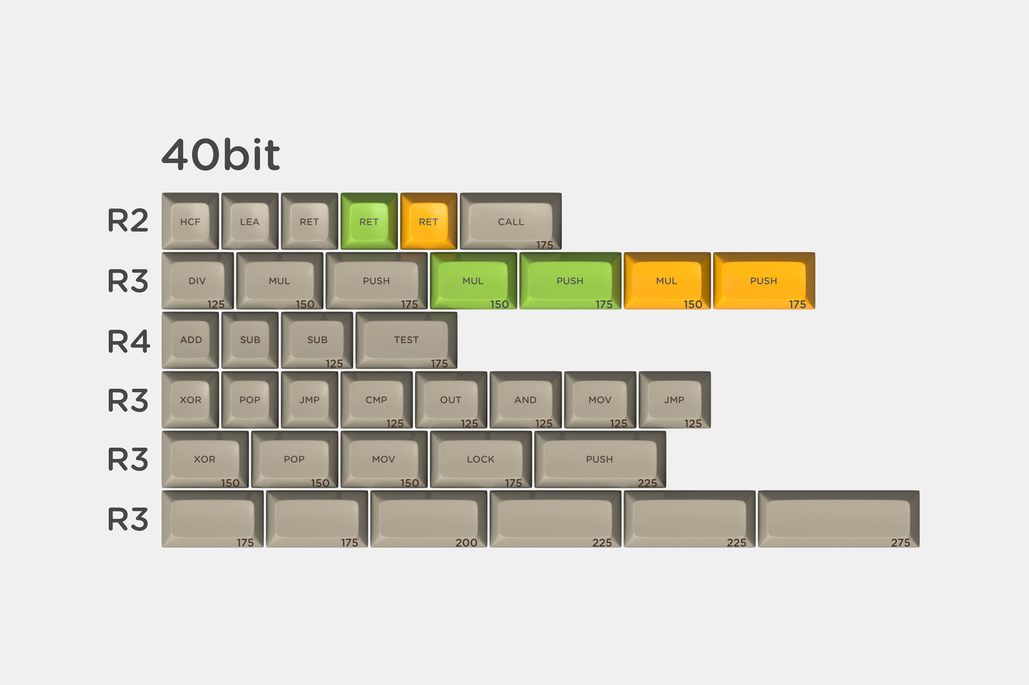 40bit
R2 HCF LEA RET RET RET CALL 175
R3 DIV 125 MUL 150 PUSH 175 MUL 150 PUSH 175 MUL 150 PUSH 175
R4 ADD SUB SUB 125 TEST 175
R3 XOR POP JMP CMP 125 OUT 125 AND 125 MOV 125 JMP 125
R3 XOR 150 POP 150 MOV 150 LOCK 175 PUSH 225
R3 175 175 200 225 225 275